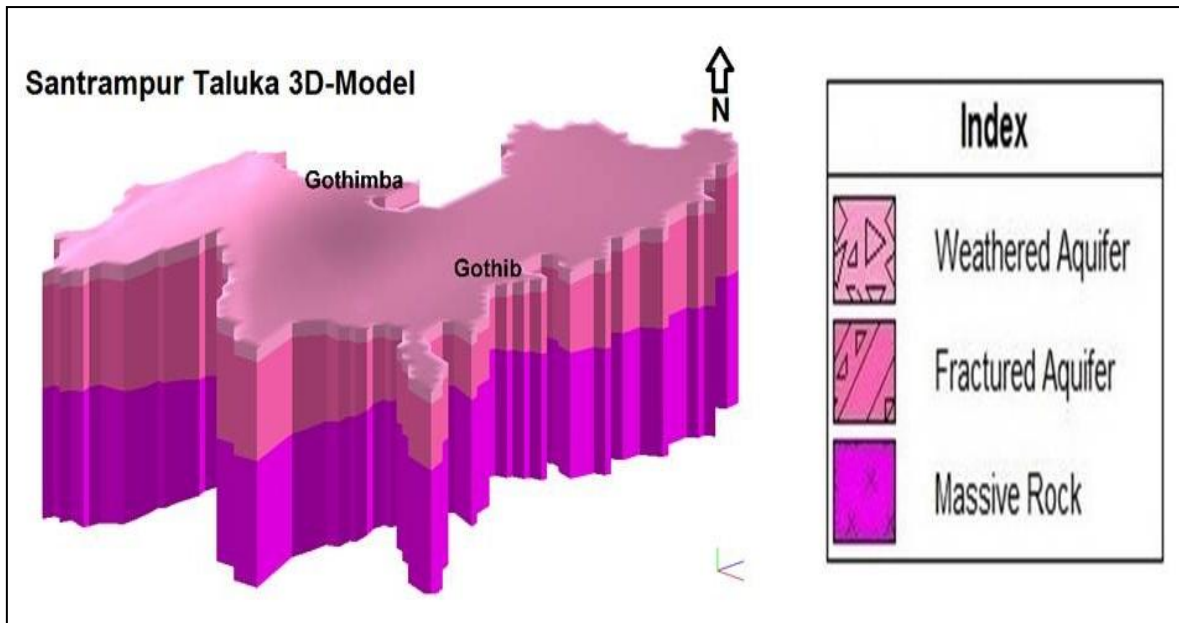 Santrampur Taluka 3D-Model
N
Gothimba
Gothib
Index
Weathered Aquifer
Fractured Aquifer
Massive Rock